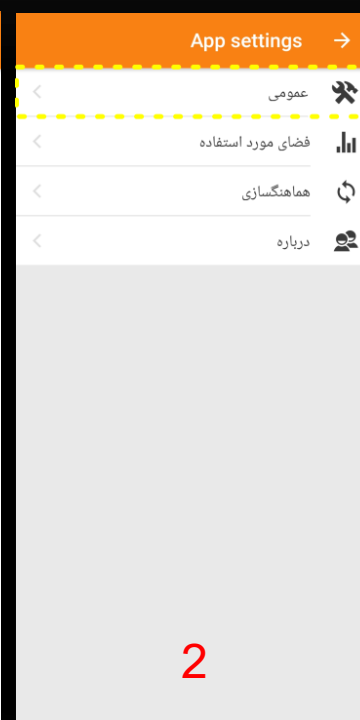 App settings
عمومی
فضای مورد استفاده
هماهنگسازی
درباره
2